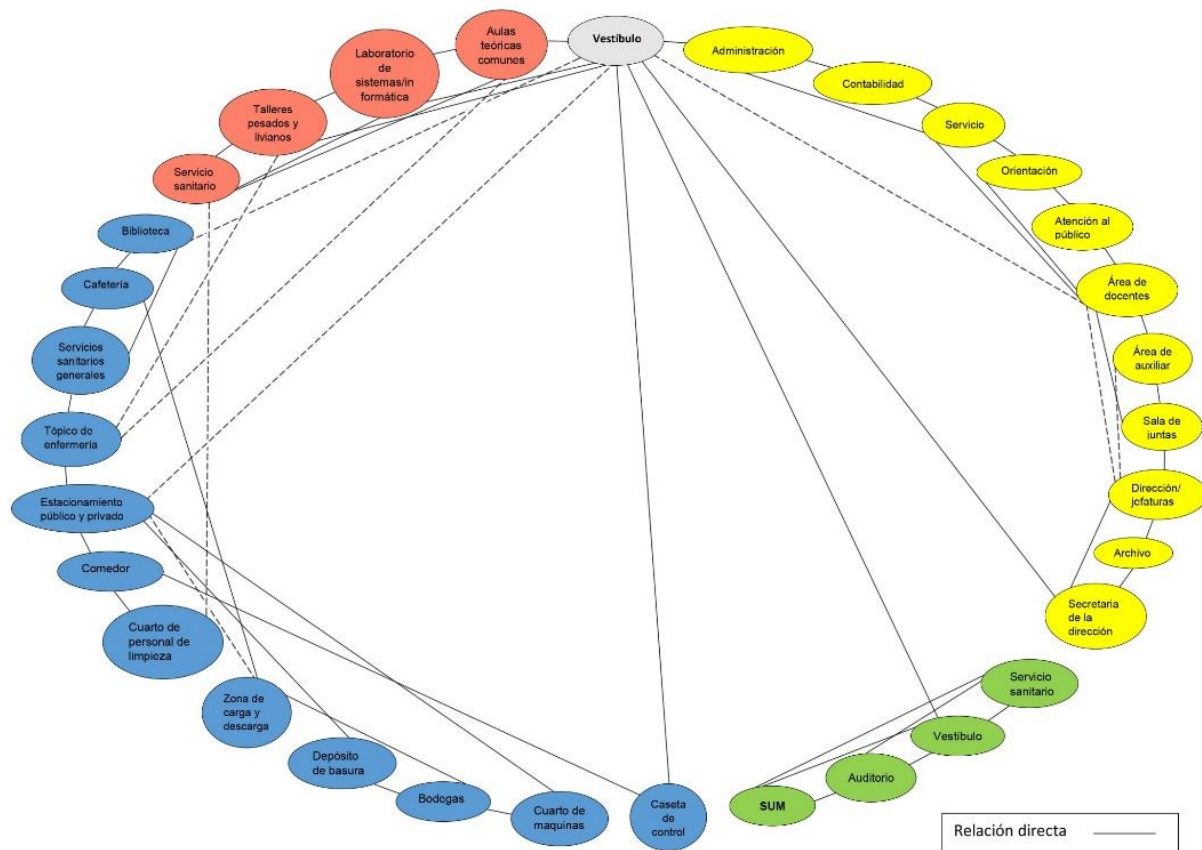 Vestíbulo
Administración
Contabilidad
Servicio
Orientación
Atención al
público
Área de
docentes
Área de
auxiliar
Sala de
juntas
Dirección/
jefaturas
Archivo
Secretaria
de la
dirección
Servicio
sanitario
Vestíbulo
Auditorio
SUM
Caseta
de
control
Cuarto de
maquinas
Bodogas
Depósito
de basura
Zona de
carga y
descarga
Cuarto de
personal de
limpieza
Comedor
Estacionamiento
público y privado
Tópico de
enfermería
Servicios
sanitarios
generales
Cafetería
Biblioteca
Servicio
sanitario
Talleres
pesados y
livianos
Laboratorio
de
sistemas/in
formática
Aulas
teóricas
comunes
Relación directa